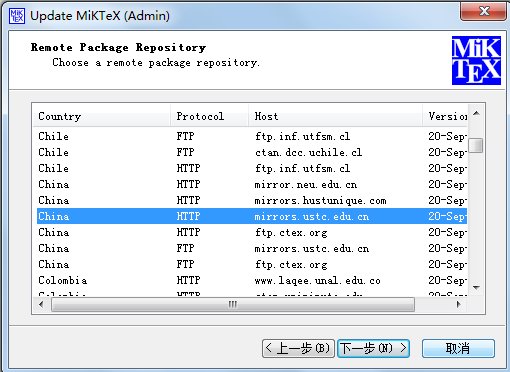 Update MiKTeX (Admin)
Remote Package Repository
Choose a remote package repository.
MiK
TEX
Country Protocol Host Version
Chile FTP ftp.inf.utfsm.cl 20-Sep-
Chile FTP ctan.dcc.uchile.cl 20-Sep-
Chile HTTP ftp.inf.utfsm.cl 20-Sep-
China HTTP mirror.neu.edu.cn 20-Sep-
China HTTP mirrors.hustunique.com 20-Sep-
China HTTP mirrors.ustc.edu.cn 20-Sep-
China HTTP ftp.ctex.org 20-Sep-
China FTP mirrors.ustc.edu.cn 20-Sep-
China FTP ftp.ctex.org 20-Sep-
Colombia HTTP www.laqee.unal.edu.co 20-Sep-
Colombia HTTP
< 上一步(B) 下一步(N) > 取消